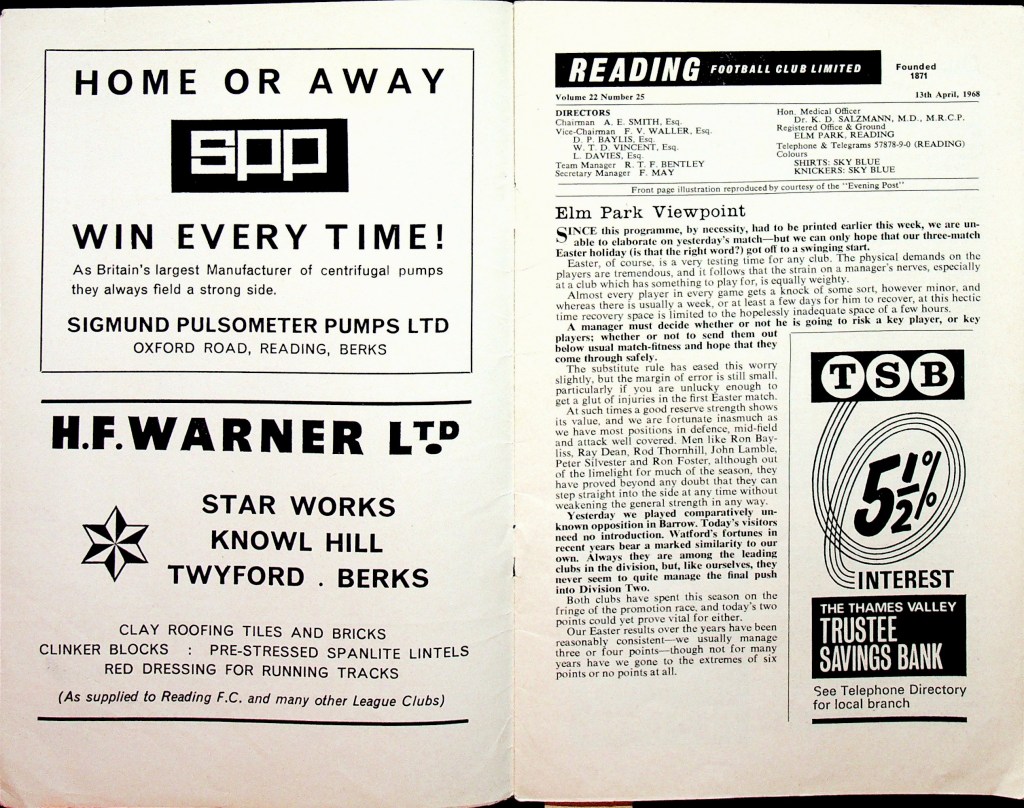 HOME OR AWAY
spp
WIN EVERY TIME!
As Britain's largest Manufacturer of centrifugal pumps
they always field a strong side.
SIGMUND PULSOMETER PUMPS LTD
OXFORD ROAD, READING, BERKS
H.F. WARNER LTD
STAR WORKS
KNOWL HILL
TWYFORD . BERKS
CLAY ROOFING TILES AND BRICKS
CLINKER BLOCKS : PRE-STRESSED SPANLITE LINTELS
RED DRESSING FOR RUNNING TRACKS
(As supplied to Reading F.C. and many other League Clubs)
READING FOOTBALL CLUB LIMITED
Founded
1871
Volume 22 Number 25
13th April, 1968
DIRECTORS
Chairman A. E. SMITH, Esq.
Vice-Chairman F. V. WALLER, Esq.
D. P. BAYLIS, Esq.
W. T. D. VINCENT, Esq.
L. DAVIES, Esq.
Team Manager R. T. F. BENTLEY
Secretary Manager F. MAY
Hon. Medical Officer
Dr. K. D. SALZMANN, M.D., M.R.C.P.
Registered Office & Ground
ELM PARK, READING
Telephone & Telegrams 57878-9-0 (READING)
Colours
SHIRTS: SKY BLUE
KNICKERS: SKY BLUE
Front page illustration reproduced by courtesy of the "Evening Post"
Elm Park Viewpoint
SINCE this programme, by necessity, had to be printed earlier this week, we are un-
able to elaborate on yesterday's match—but we can only hope that our three-match
Easter holiday (is that the right word?) got off to a swinging start.
Easter, of course, is a very testing time for any club. The physical demands on the
players are tremendous, and it follows that the strain on a manager's nerves, especially
at a club which has something to play for, is equally weighty.
Almost every player in every game gets a knock of some sort, however minor, and
whereas there is usually a week, or at least a few days for him to recover, at this hectic
time recovery space is limited to the hopelessly inadequate space of a few hours.
A manager must decide whether or not he is going to risk a key player, or key
players; whether or not to send them out
below usual match-fitness and hope that they
come through safely.
The substitute rule has eased this worry
slightly, but the margin of error is still small,
particularly if you are unlucky enough to
get a glut of injuries in the first Easter match.
At such times a good reserve strength shows
its value, and we are fortunate inasmuch as
we have most positions in defence, mid-field
and attack well covered. Men like Ron Bay-
liss, Ray Dean, Rod Thornhill, John Lamble,
Peter Silvester and Ron Foster, although out
of the limelight for much of the season, they
have proved beyond any doubt that they can
step straight into the side at any time without
weakening the general strength in any way.
Yesterday we played comparatively un-
known opposition in Barrow. Today's visitors
need no introduction. Watford's fortunes in
recent years bear a marked similarity to our
own. Always they are among the leading
clubs in the division, but, like ourselves, they
never seem to quite manage the final push
into Division Two.
Both clubs have spent this season on the
fringe of the promotion race, and today's two
points could yet prove vital for either.
Our Easter results over the years have been
reasonably consistent—we usually manage
three or four points—though not for many
years have we gone to the extremes of six
points or no points at all.
TSB
5½%
INTEREST
THE THAMES VALLEY
TRUSTEE
SAVINGS BANK
See Telephone Directory
for local branch